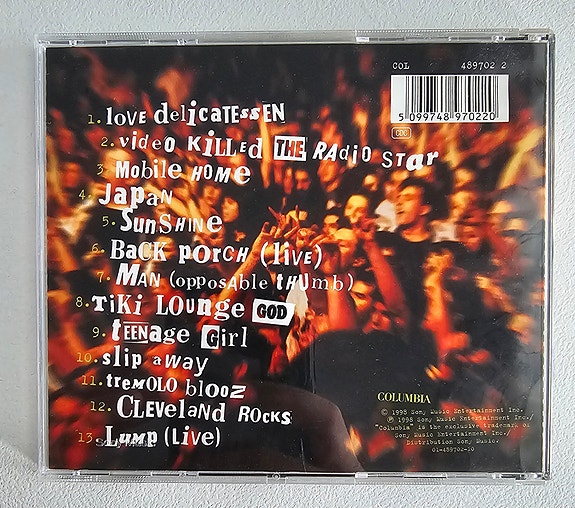 COL 489702 2
5 099748 970220
CDC
1. LOVE delicatessEN
2. video KiLLed THE RAdio Star
3. Mobile HOME
4. JAPAN
5. SunSHINE
6. BaCK porcH (liVE)
7. MAN (opposAble tHUmb)
8. TiKi LOUnge GOD
9. tEENage Girl
10. slip away
11. tremOLO blooN
12. CLEVeland ROCKs
13. LumP (LiVE)
COLUMBIA
© 1998 Sony Music Entertainment Inc.
℗ 1998 Sony Music Entertainment Inc./
"Columbia" is the exclusive trademark of
Sony Music Entertainment Inc./
Distribution Sony Music.
01-489702-10